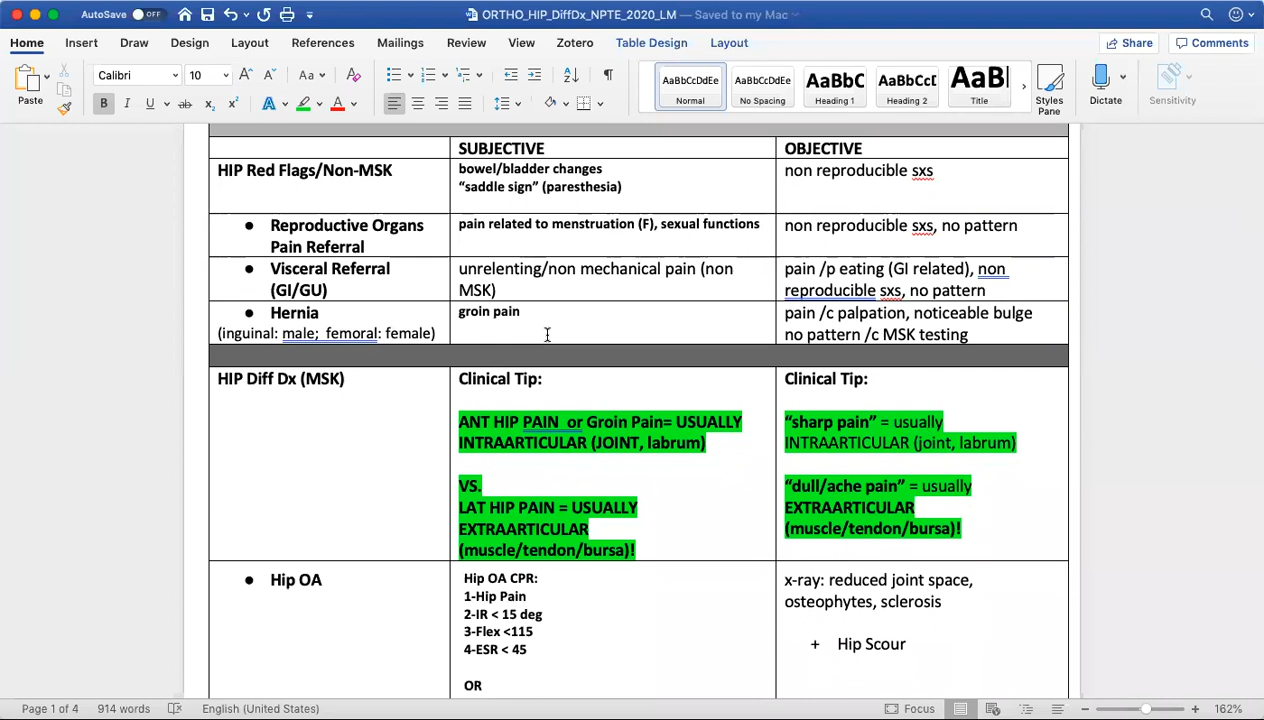 AutoSave OFF ORTHO_HIP_DiffDx_NPTE_2020_LM — Saved to my Mac
Home Insert Draw Design Layout References Mailings Review View Zotero Table Design Layout Share Comments
Paste Calibri 10 Aa AaBbCcDdEe Normal AaBbCcDdEe No Spacing AaBbC Heading 1 AaBbCcD Heading 2 AaB Title Styles Pane Dictate Sensitivity
SUBJECTIVE OBJECTIVE
HIP Red Flags/Non-MSK
bowel/bladder changes
"saddle sign" (paresthesia)
non reproducible sxs
● Reproductive Organs
Pain Referral
pain related to menstruation (F), sexual functions
non reproducible sxs, no pattern
● Visceral Referral
(GI/GU)
unrelenting/non mechanical pain (non
MSK)
pain /p eating (GI related), non
reproducible sxs, no pattern
● Hernia
(inguinal: male;  femoral: female)
groin pain
pain /c palpation, noticeable bulge
no pattern /c MSK testing
HIP Diff Dx (MSK)
Clinical Tip:
ANT HIP PAIN  or Groin Pain= USUALLY
INTRAARTICULAR (JOINT, labrum)
VS.
LAT HIP PAIN = USUALLY
EXTRAARTICULAR
(muscle/tendon/bursa)!
Clinical Tip:
"sharp pain" = usually
INTRAARTICULAR (joint, labrum)
"dull/ache pain" = usually
EXTRAARTICULAR
(muscle/tendon/bursa)!
● Hip OA
Hip OA CPR:
1-Hip Pain
2-IR < 15 deg
3-Flex <115
4-ESR < 45
OR
x-ray: reduced joint space,
osteophytes, sclerosis
+ Hip Scour
Page 1 of 4 914 words English (United States) Focus 162%